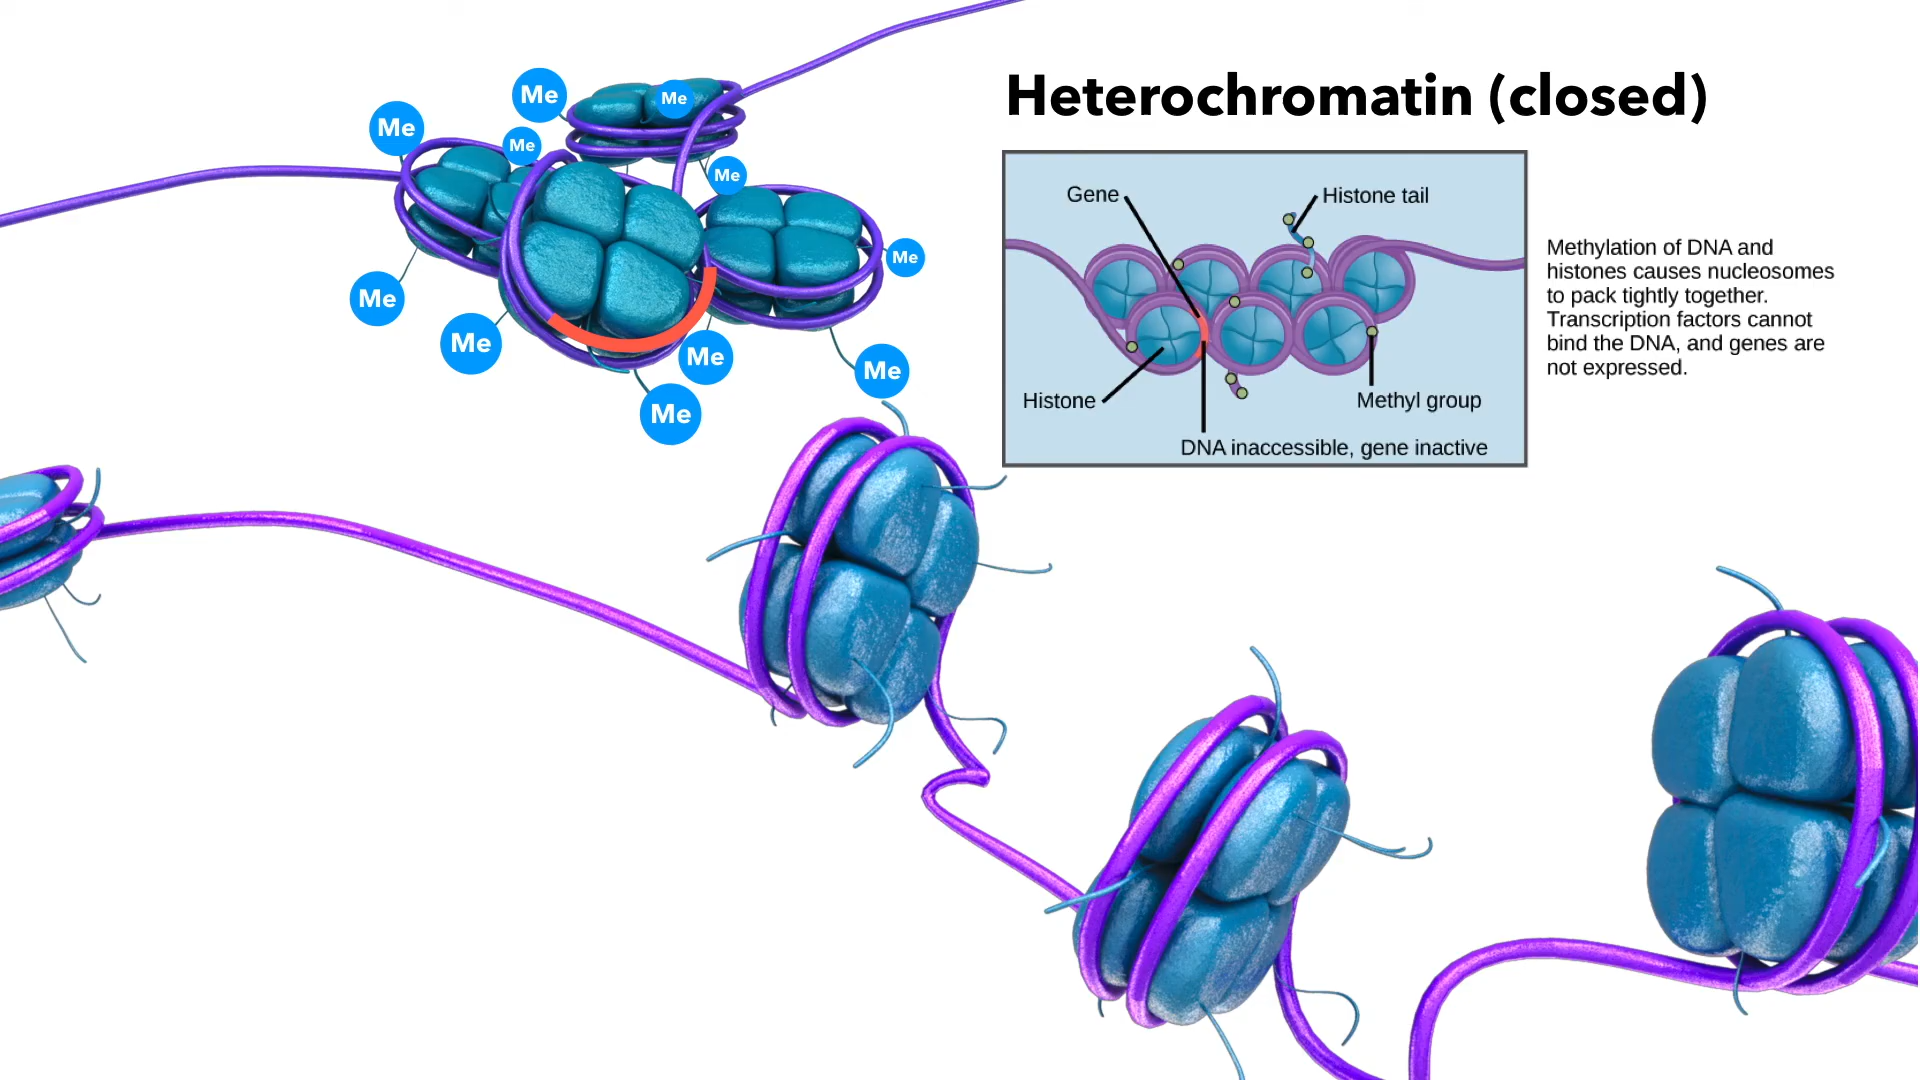 Heterochromatin (closed)
Me
Me
Me
Me
Me
Me
Me
Me
Me
Me
Me
Gene
Histone tail
Histone
Methyl group
DNA inaccessible, gene inactive
Methylation of DNA and
histones causes nucleosomes
to pack tightly together.
Transcription factors cannot
bind the DNA, and genes are
not expressed.